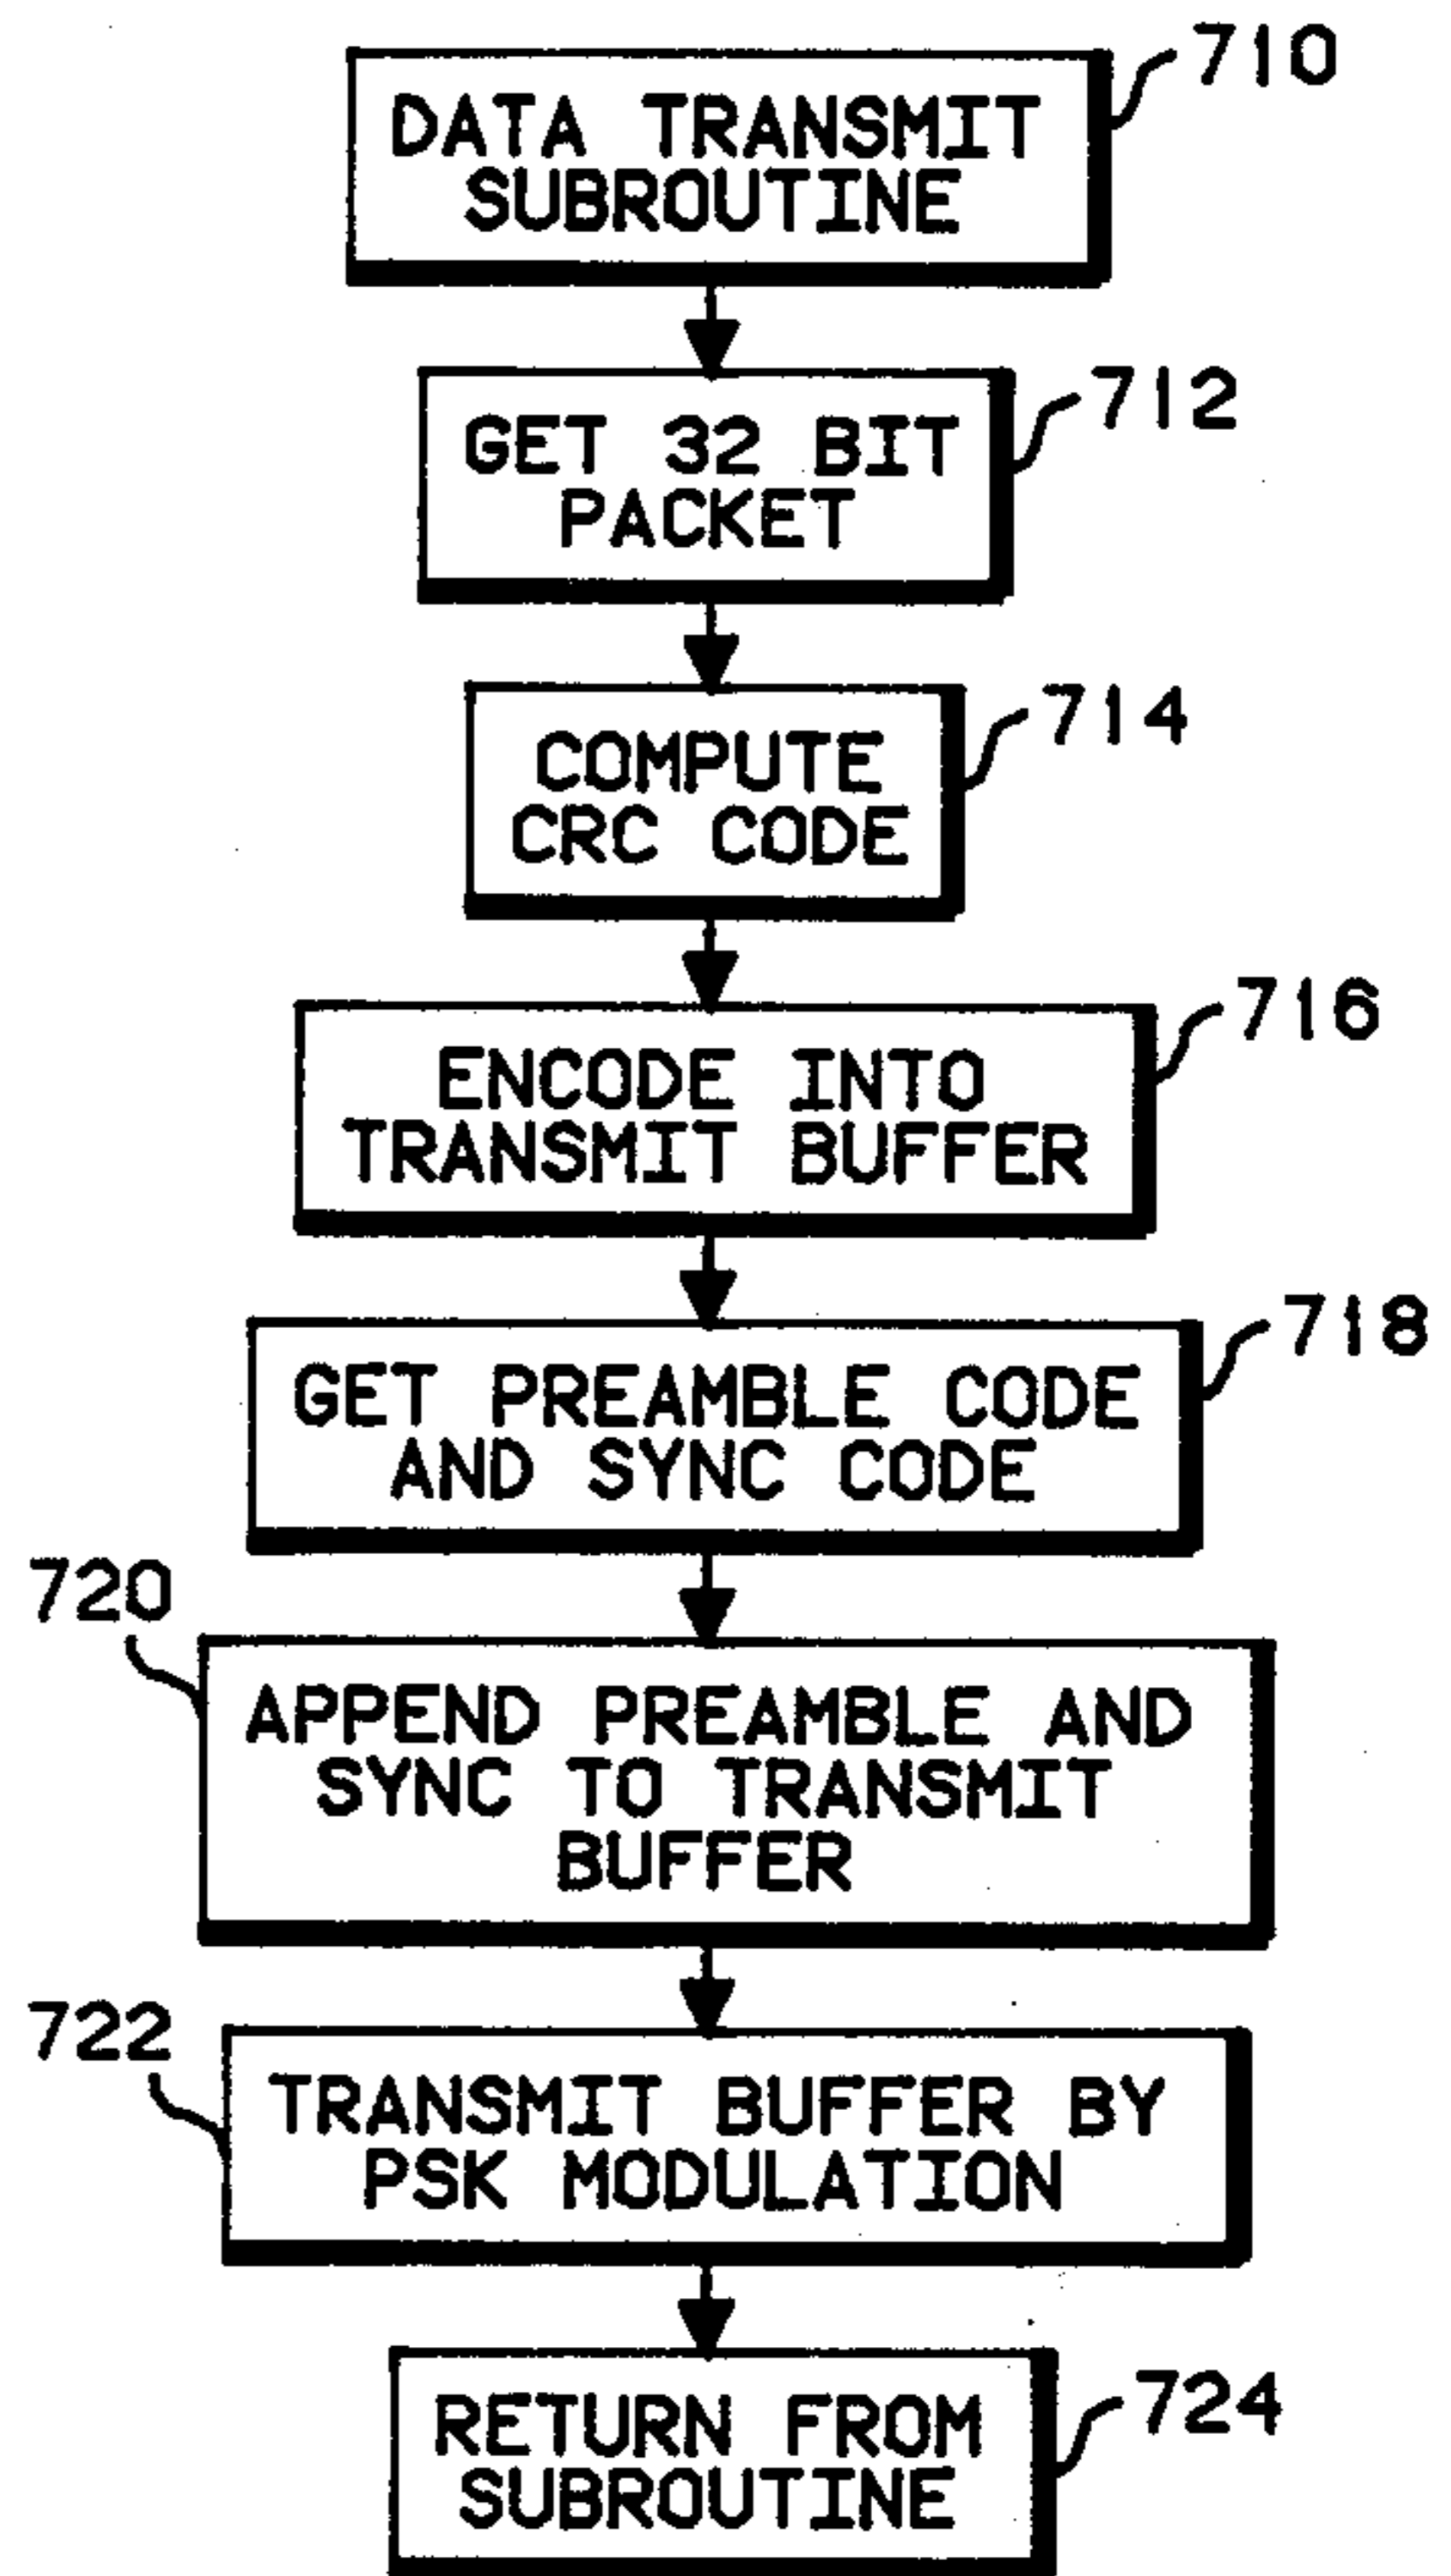 710
DATA TRANSMIT
SUBROUTINE
712
GET 32 BIT
PACKET
714
COMPUTE
CRC CODE
716
ENCODE INTO
TRANSMIT BUFFER
718
GET PREAMBLE CODE
AND SYNC CODE
720
APPEND PREAMBLE AND
SYNC TO TRANSMIT
BUFFER
722
TRANSMIT BUFFER BY
PSK MODULATION
724
RETURN FROM
SUBROUTINE